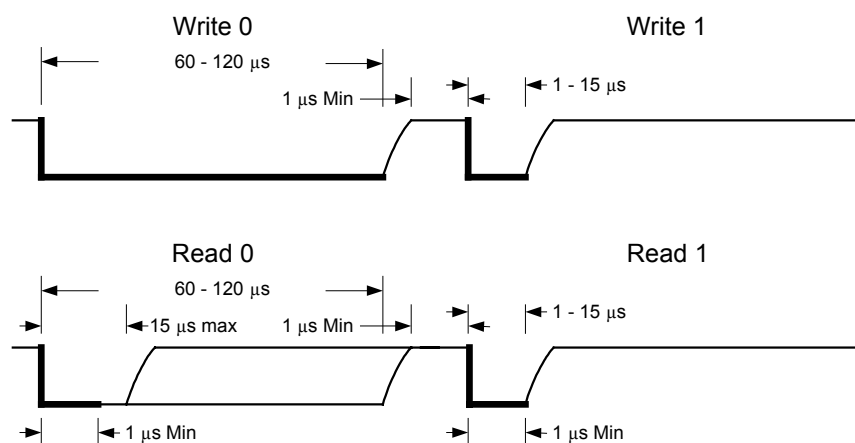 Write 0
Write 1
60 - 120 μs
1 μs Min
1 - 15 μs
Read 0
Read 1
60 - 120 μs
15 μs max
1 μs Min
1 - 15 μs
1 μs Min
1 μs Min